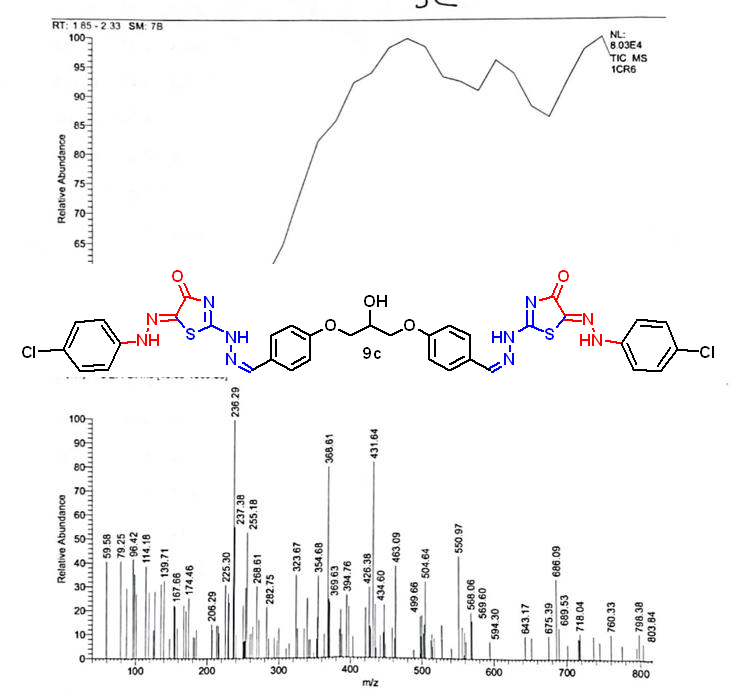 RT: 1.85 - 2.33 SM: 7B
NL:
8.03E4
TIC MS
1CR6
Relative Abundance
100
95
90
85
80
75
70
65
O
N
N
S
NH
NH
N
Cl
O
OH
O
9c
O
N
N
S
HN
NH
N
Cl
Relative Abundance
100
90
80
70
60
50
40
30
20
10
0
59.58
79.25
96.42
114.18
139.71
167.66
174.46
206.29
225.30
236.29
237.38
255.18
268.61
282.75
323.67
354.68
368.61
369.63
394.76
426.38
431.64
434.60
463.09
499.66
504.64
550.97
568.06
569.60
594.30
643.17
675.39
686.09
689.53
718.04
760.33
798.38
803.84
100
200
300
400
500
600
700
800
m/z